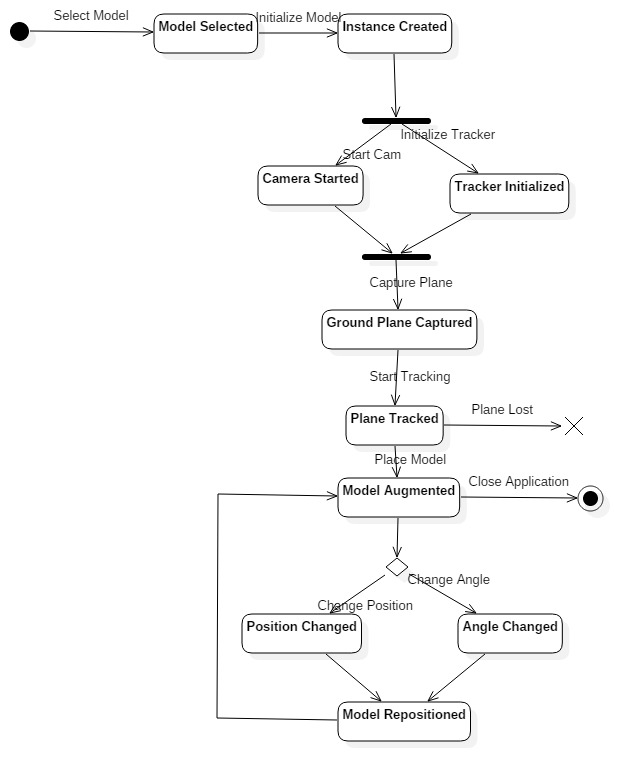 Select Model
Initialize Model
Model Selected
Instance Created
Initialize Tracker
Start Cam
Camera Started
Tracker Initialized
Capture Plane
Ground Plane Captured
Start Tracking
Plane Tracked
Plane Lost
Place Model
Model Augmented
Close Application
Change Angle
Change Position
Position Changed
Angle Changed
Model Repositioned